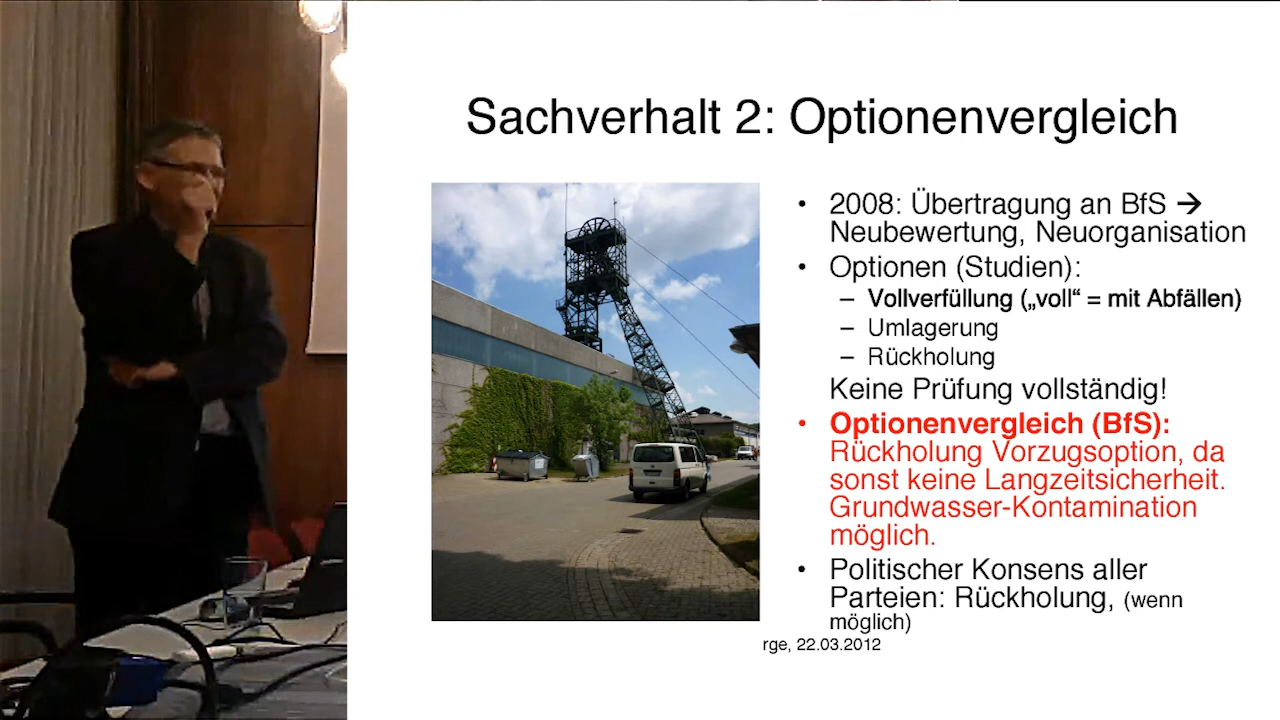 Sachverhalt 2: Optionenvergleich
• 2008: Übertragung an BfS →
Neubewertung, Neuorganisation
• Optionen (Studien):
– Vollverfüllung („voll“ = mit Abfällen)
– Umlagerung
– Rückholung
Keine Prüfung vollständig!
• Optionenvergleich (BfS):
Rückholung Vorzugsoption, da
sonst keine Langzeitsicherheit.
Grundwasser-Kontamination
möglich.
• Politischer Konsens aller
Parteien: Rückholung, (wenn
möglich)
rge, 22.03.2012